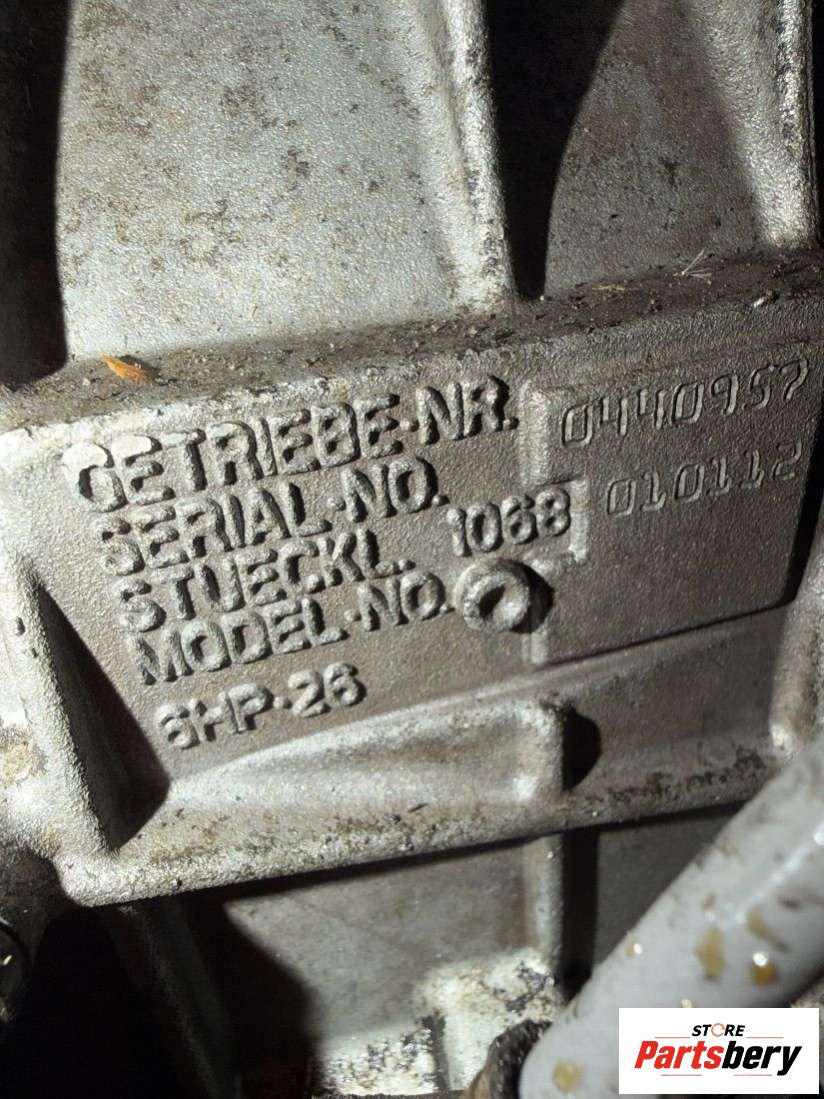 GETRIEBE-NR. 0440957
SERIAL-NO.
STUECKL. 1068 010112
MODEL-NO.
6HP-26
STORE
Partsbery